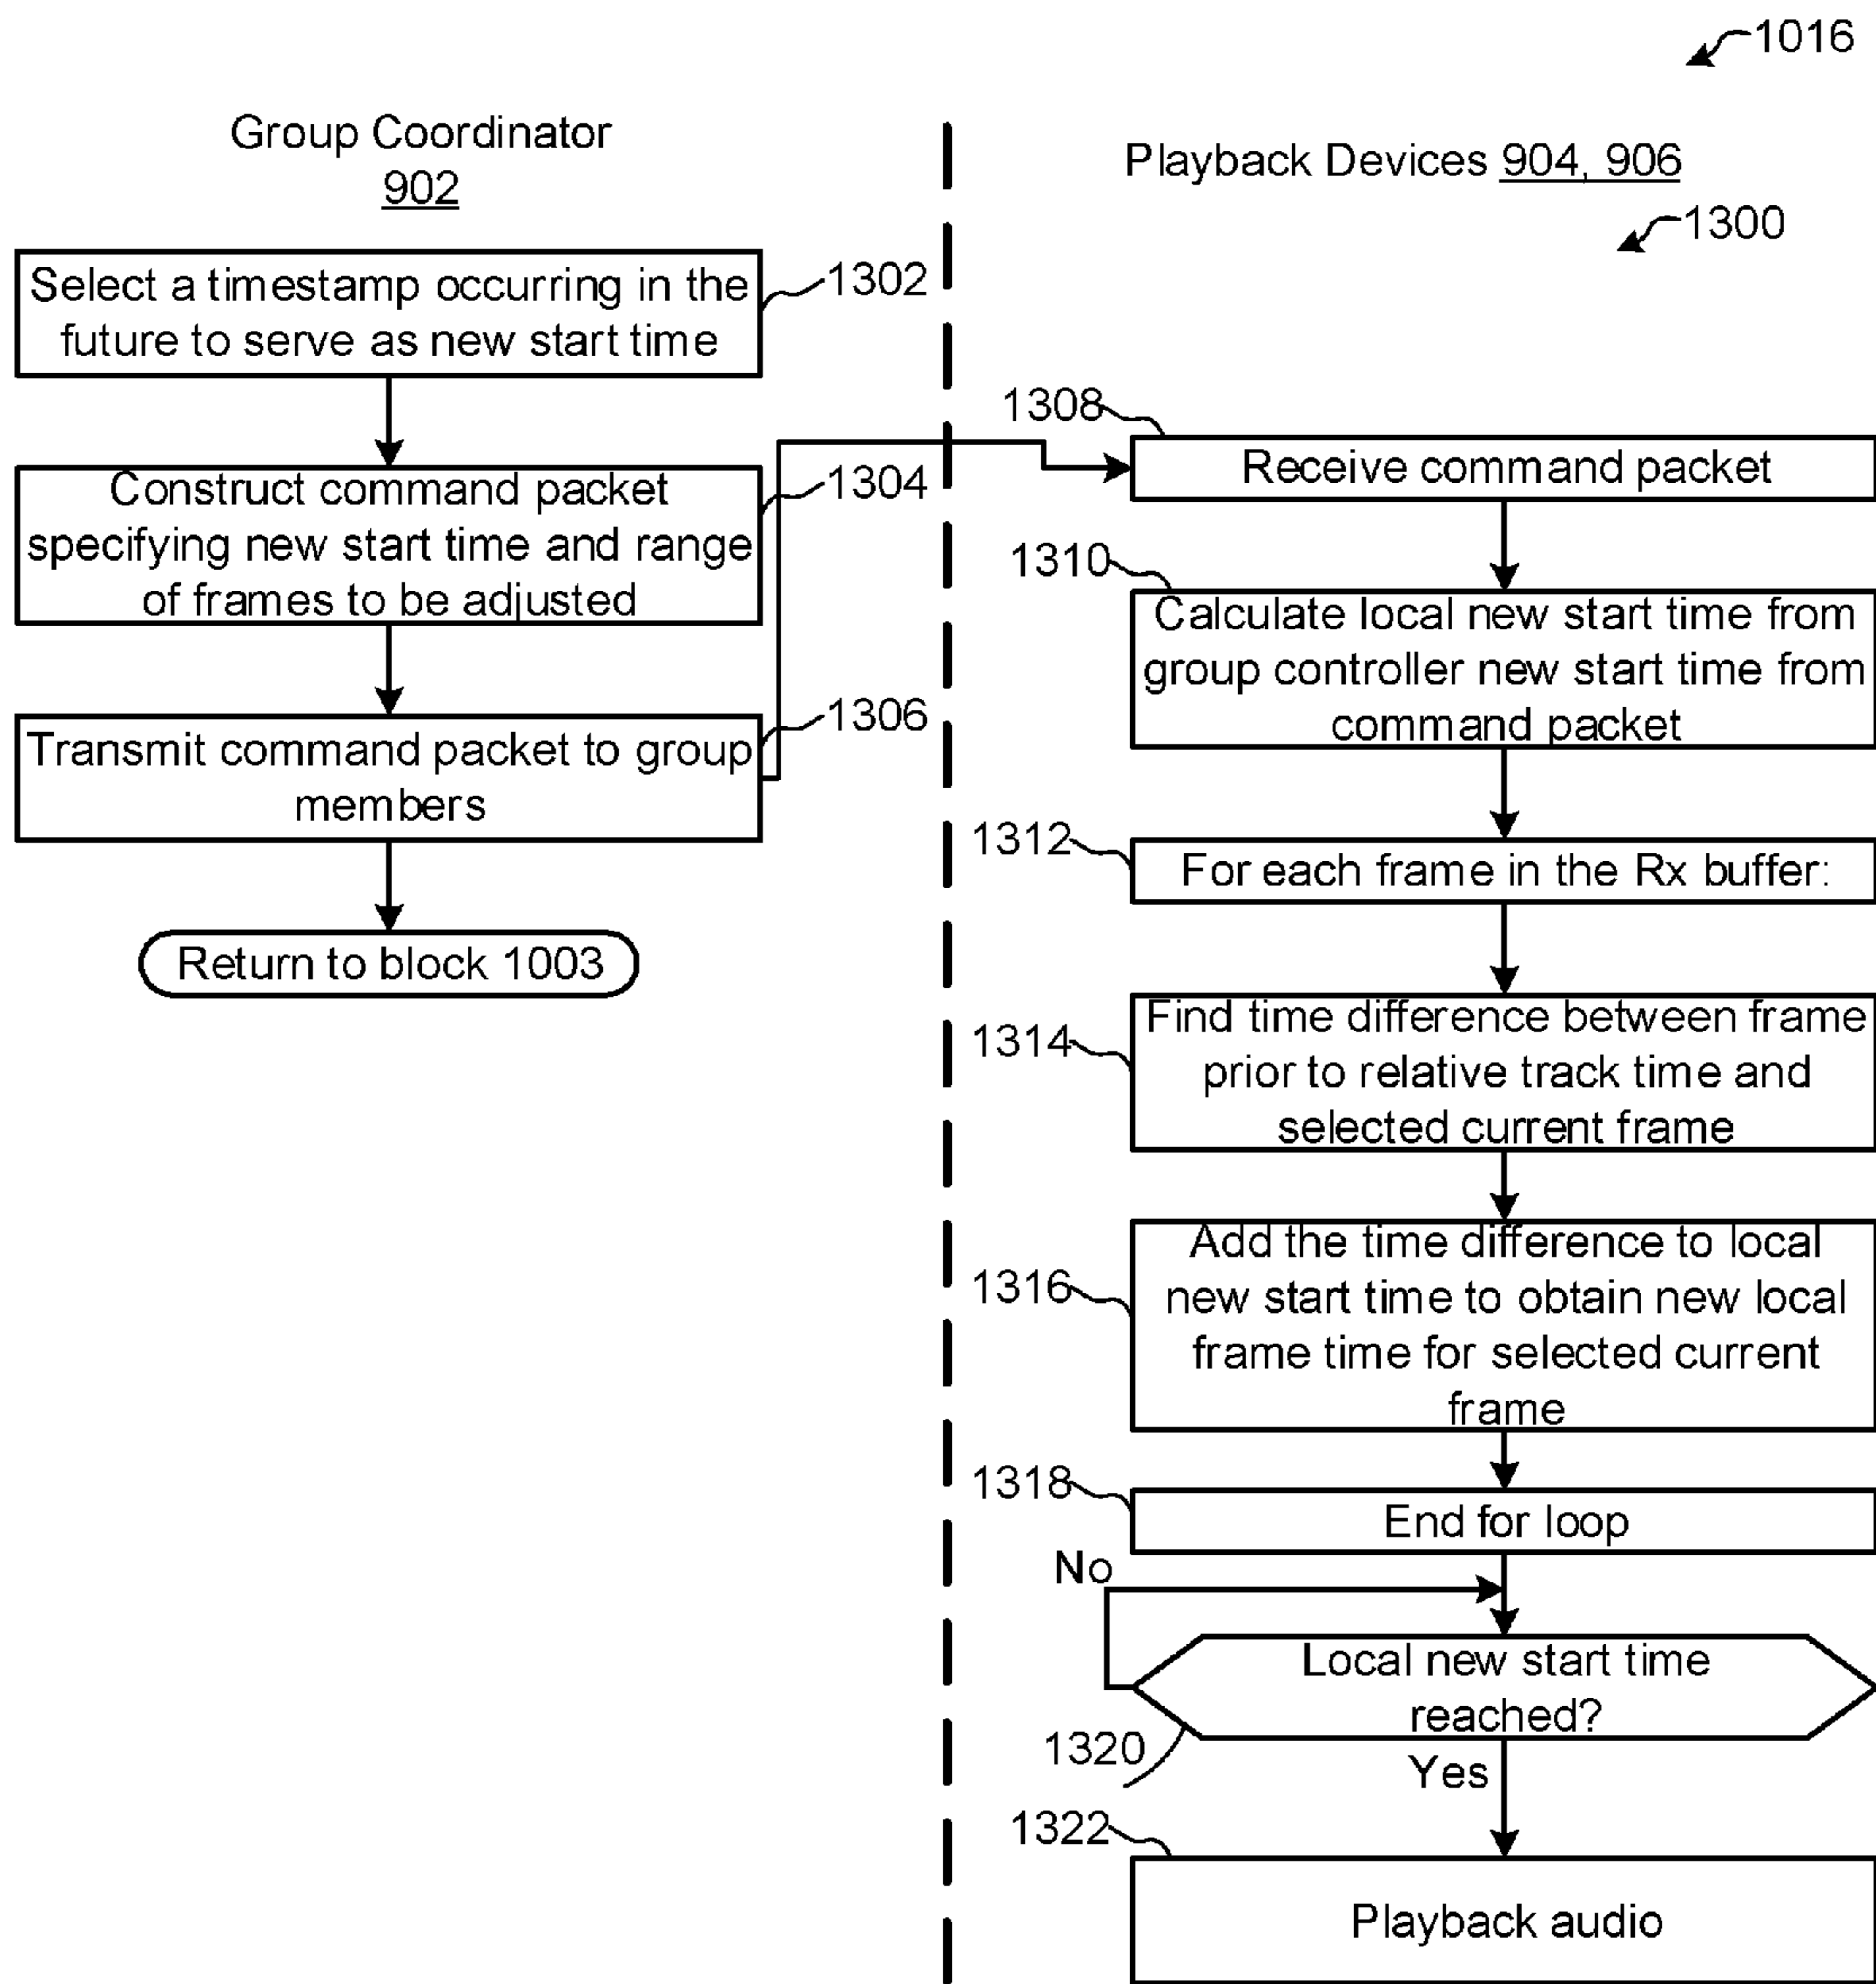 1016
Group Coordinator
902
Playback Devices 904, 906
1300
Select a timestamp occurring in the
future to serve as new start time
1302
Construct command packet
specifying new start time and range
of frames to be adjusted
1304
Transmit command packet to group
members
1306
Return to block 1003
1308
Receive command packet
1310
Calculate local new start time from
group controller new start time from
command packet
1312
For each frame in the Rx buffer:
1314
Find time difference between frame
prior to relative track time and
selected current frame
1316
Add the time difference to local
new start time to obtain new local
frame time for selected current
frame
1318
End for loop
No
Local new start time
reached?
1320
Yes
1322
Playback audio